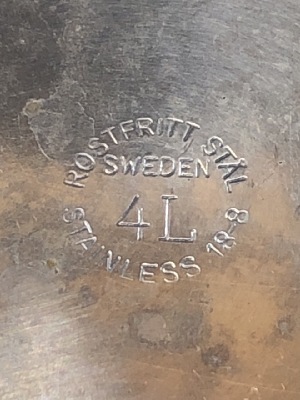 ROSTFRITT STÅL
SWEDEN
4L
STAINLESS 18-8